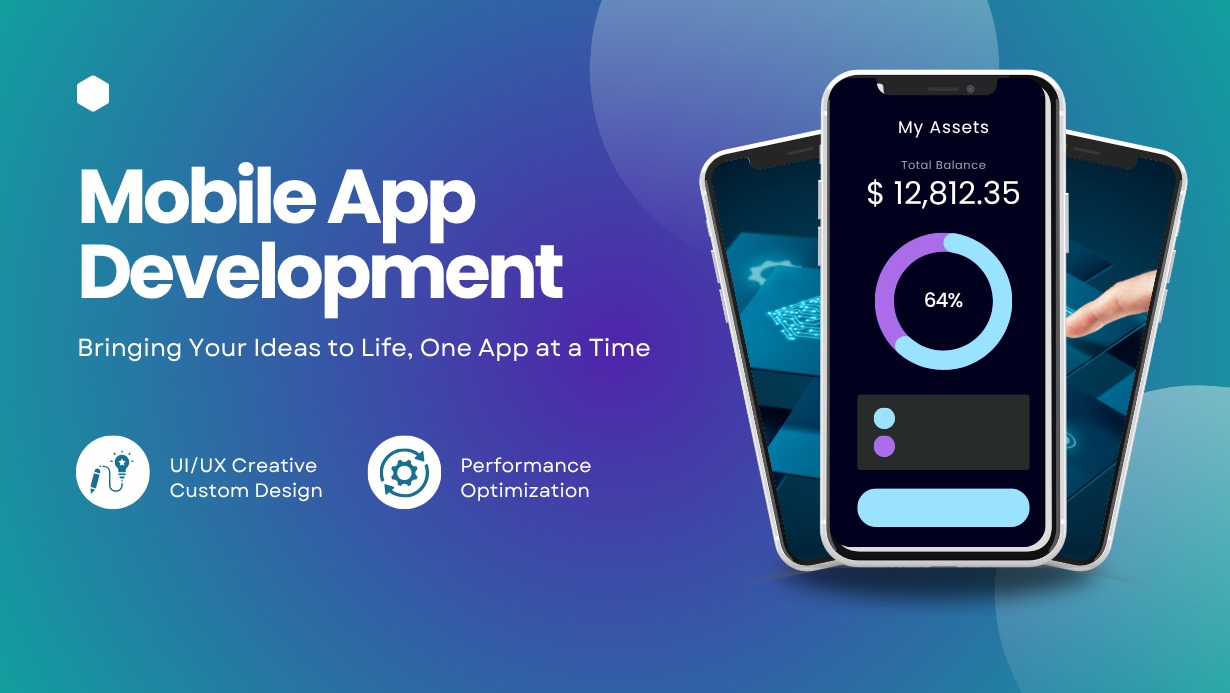 Mobile App
Development
Bringing Your Ideas to Life, One App at a Time
UI/UX Creative
Custom Design
Performance
Optimization
My Assets
Total Balance
$ 12,812.35
64%